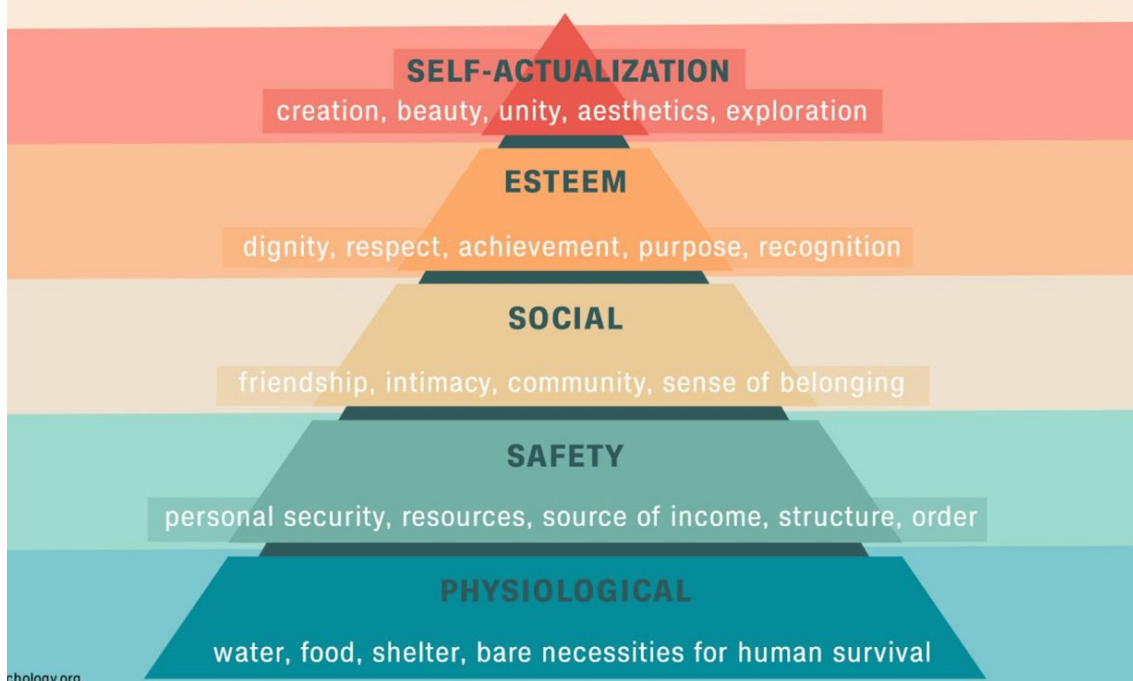 SELF-ACTUALIZATION
creation, beauty, unity, aesthetics, exploration
ESTEEM
dignity, respect, achievement, purpose, recognition
SOCIAL
friendship, intimacy, community, sense of belonging
SAFETY
personal security, resources, source of income, structure, order
PHYSIOLOGICAL
water, food, shelter, bare necessities for human survival
chology.org